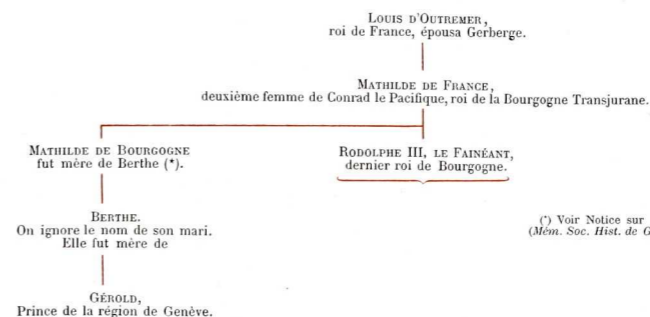 Louis d'Outremer,
roi de France, épousa Gerberge.
Mathilde de France,
deuxième femme de Conrad le Pacifique, roi de la Bourgogne Transjurane.
Mathilde de Bourgogne
fut mère de Berthe (*).
Rodolphe III, le Fainéant,
dernier roi de Bourgogne.
Berthe.
On ignore le nom de son mari.
Elle fut mère de
Gérold,
Prince de la région de Genève.
(*) Voir Notice sur
(Mém. Soc. Hist. de G